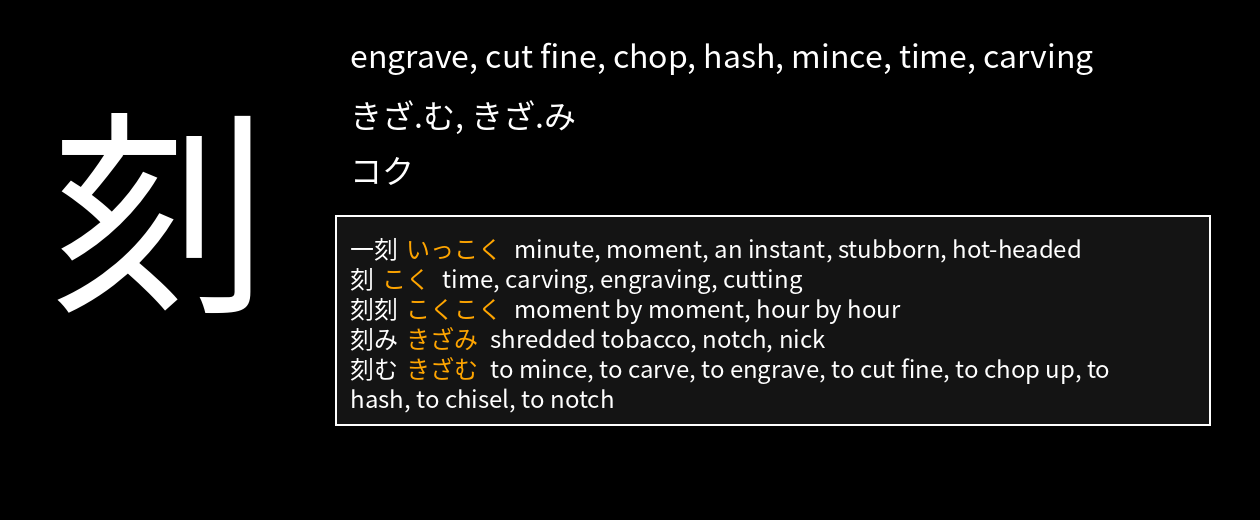 刻
engrave, cut fine, chop, hash, mince, time, carving
きざ.む, きざ.み
コク
一刻 いっこく minute, moment, an instant, stubborn, hot-headed
刻 こく time, carving, engraving, cutting
刻刻 こくこく moment by moment, hour by hour
刻み きざみ shredded tobacco, notch, nick
刻む きざむ to mince, to carve, to engrave, to cut fine, to chop up, to
hash, to chisel, to notch